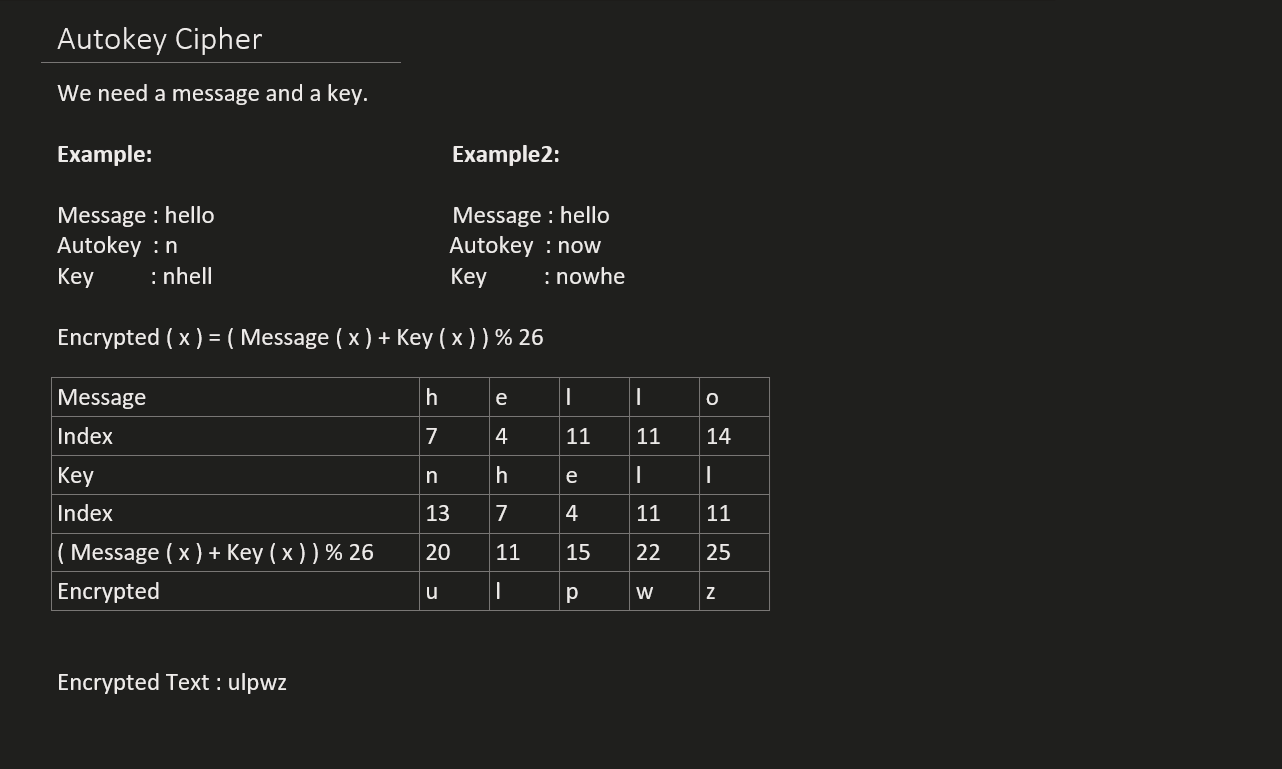 Autokey Cipher
We need a message and a key.
Example:
Example2:
Message : hello
Autokey : n
Key : nhell
Message : hello
Autokey : now
Key : nowhe
Encrypted ( x ) = ( Message ( x ) + Key ( x ) ) % 26
Message h e l l o
Index 7 4 11 11 14
Key n h e l l
Index 13 7 4 11 11
( Message ( x ) + Key ( x ) ) % 26 20 11 15 22 25
Encrypted u l p w z
Encrypted Text : ulpwz